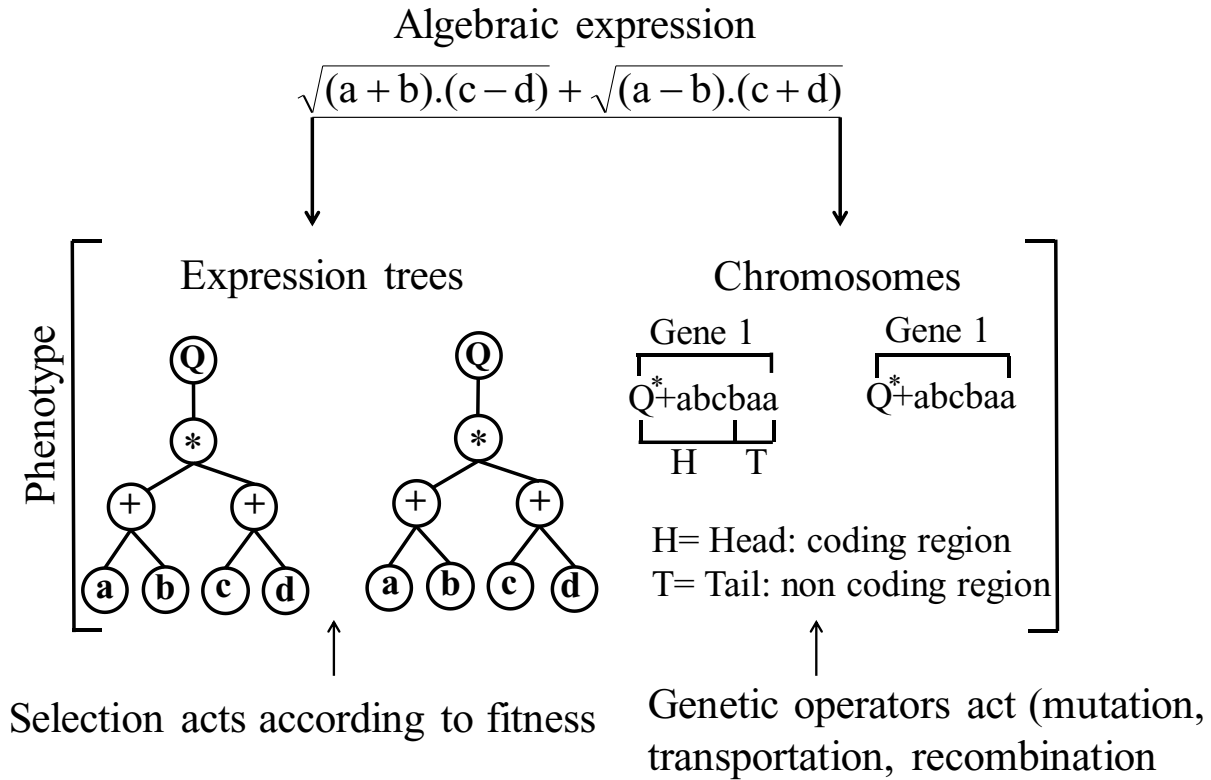 Algebraic expression
√(a + b).(c − d) + √(a − b).(c + d)
Expression trees
Chromosomes
Phenotype
Gene 1
Gene 1
Q*+abcbaa
Q*+abcbaa
H T
Q
Q
*
*
+ +
+ +
a b c d
a b c d
H= Head: coding region
T= Tail: non coding region
Selection acts according to fitness
Genetic operators act (mutation,
transportation, recombination